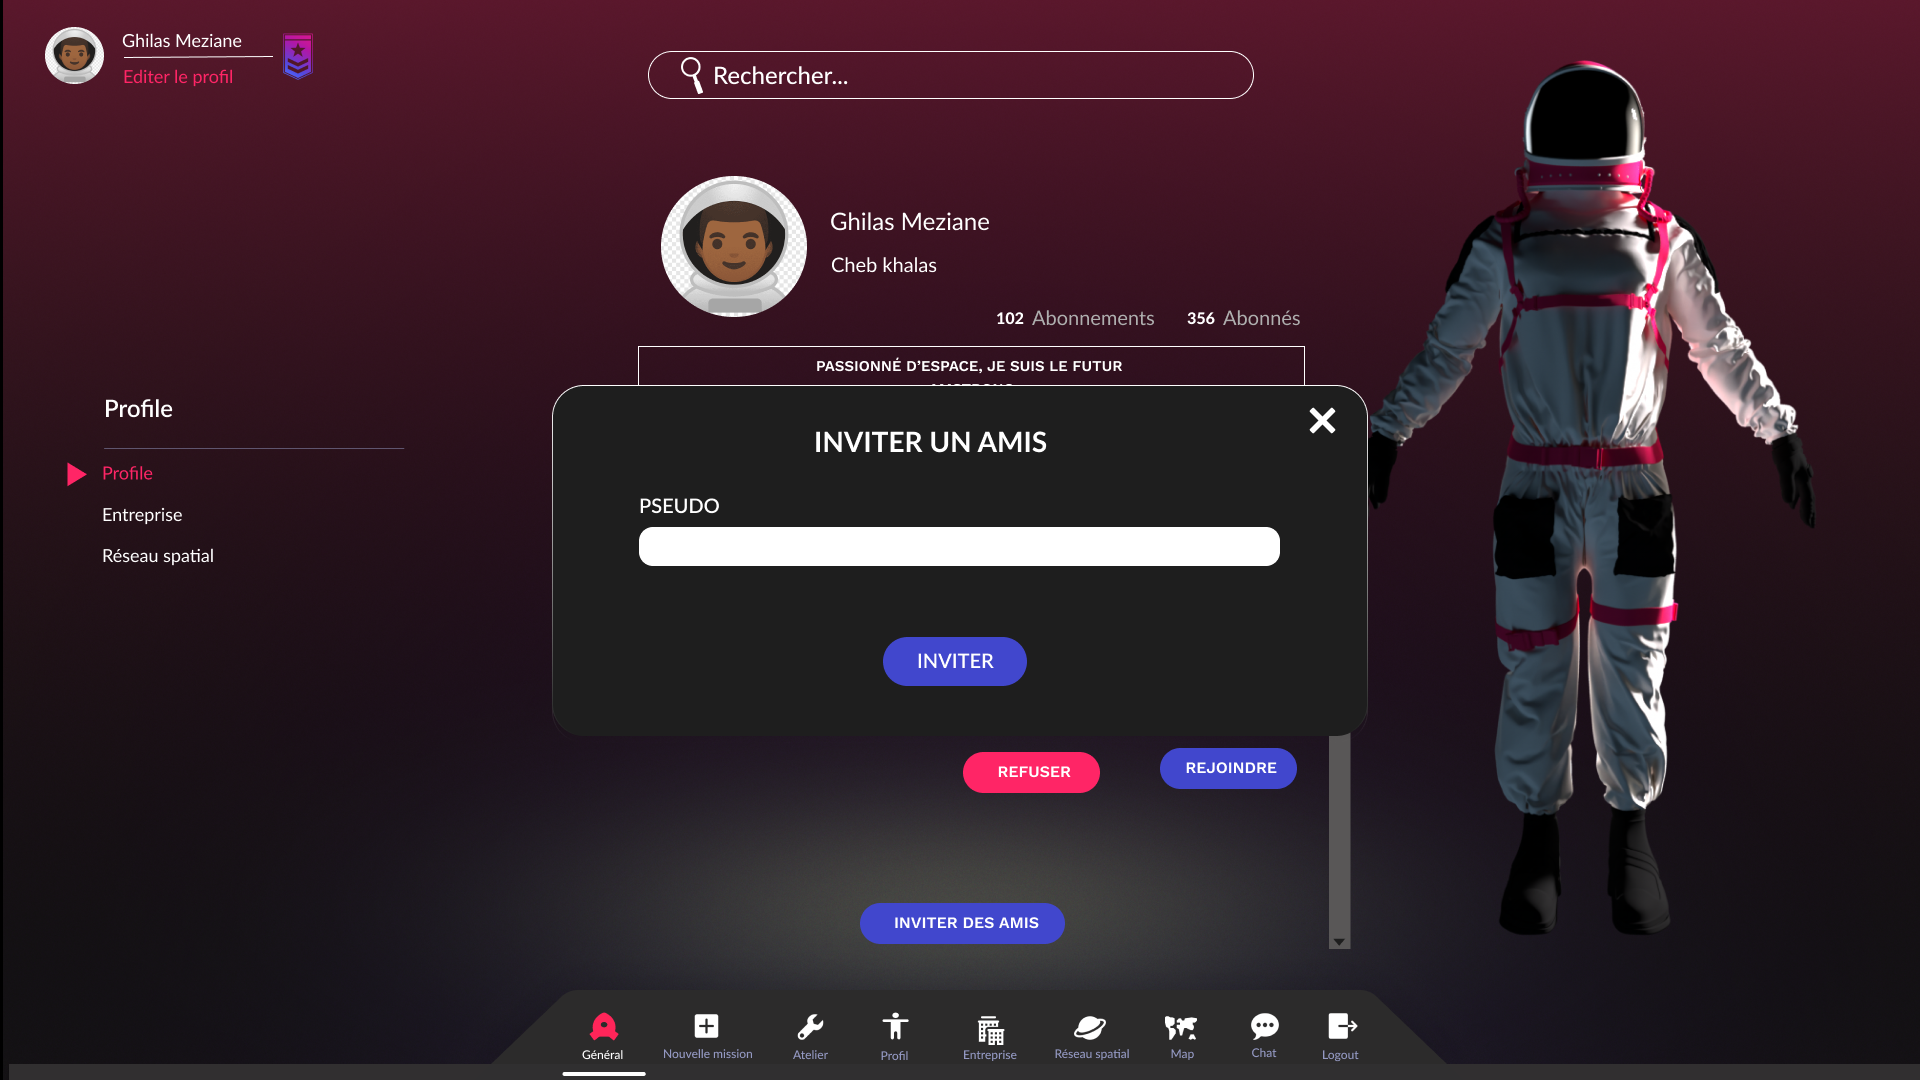 Ghilas Meziane
Editer le profil
Rechercher...
Ghilas Meziane
Cheb khalas
102 Abonnements 356 Abonnés
PASSIONNÉ D'ESPACE, JE SUIS LE FUTUR
Profile
Profile
Entreprise
Réseau spatial
INVITER UN AMIS
PSEUDO
INVITER
REFUSER
REJOINDRE
INVITER DES AMIS
Général
Nouvelle mission
Atelier
Profil
Entreprise
Réseau spatial
Map
Chat
Logout